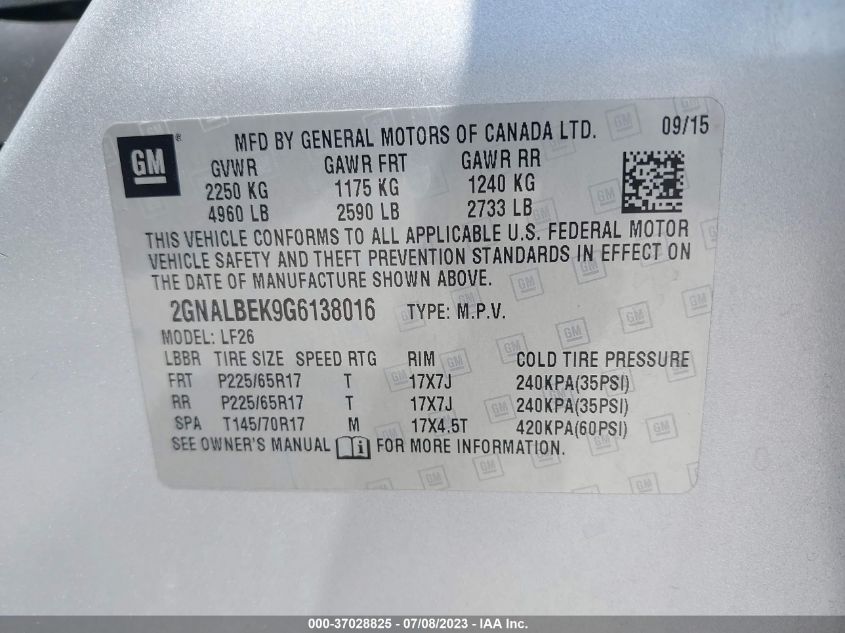 GM ® MFD BY GENERAL MOTORS OF CANADA LTD. 09/15
GVWR GAWR FRT GAWR RR
2250 KG 1175 KG 1240 KG
4960 LB 2590 LB 2733 LB
THIS VEHICLE CONFORMS TO ALL APPLICABLE U.S. FEDERAL MOTOR
VEHICLE SAFETY AND THEFT PREVENTION STANDARDS IN EFFECT ON
THE DATE OF MANUFACTURE SHOWN ABOVE.
2GNALBEK9G6138016 TYPE: M.P.V.
MODEL: LF26
LBBR TIRE SIZE SPEED RTG RIM COLD TIRE PRESSURE
FRT P225/65R17 T 17X7J 240KPA(35PSI)
RR P225/65R17 T 17X7J 240KPA(35PSI)
SPA T145/70R17 M 17X4.5T 420KPA(60PSI)
SEE OWNER'S MANUAL FOR MORE INFORMATION.
000-37028825 - 07/08/2023 - IAA Inc.